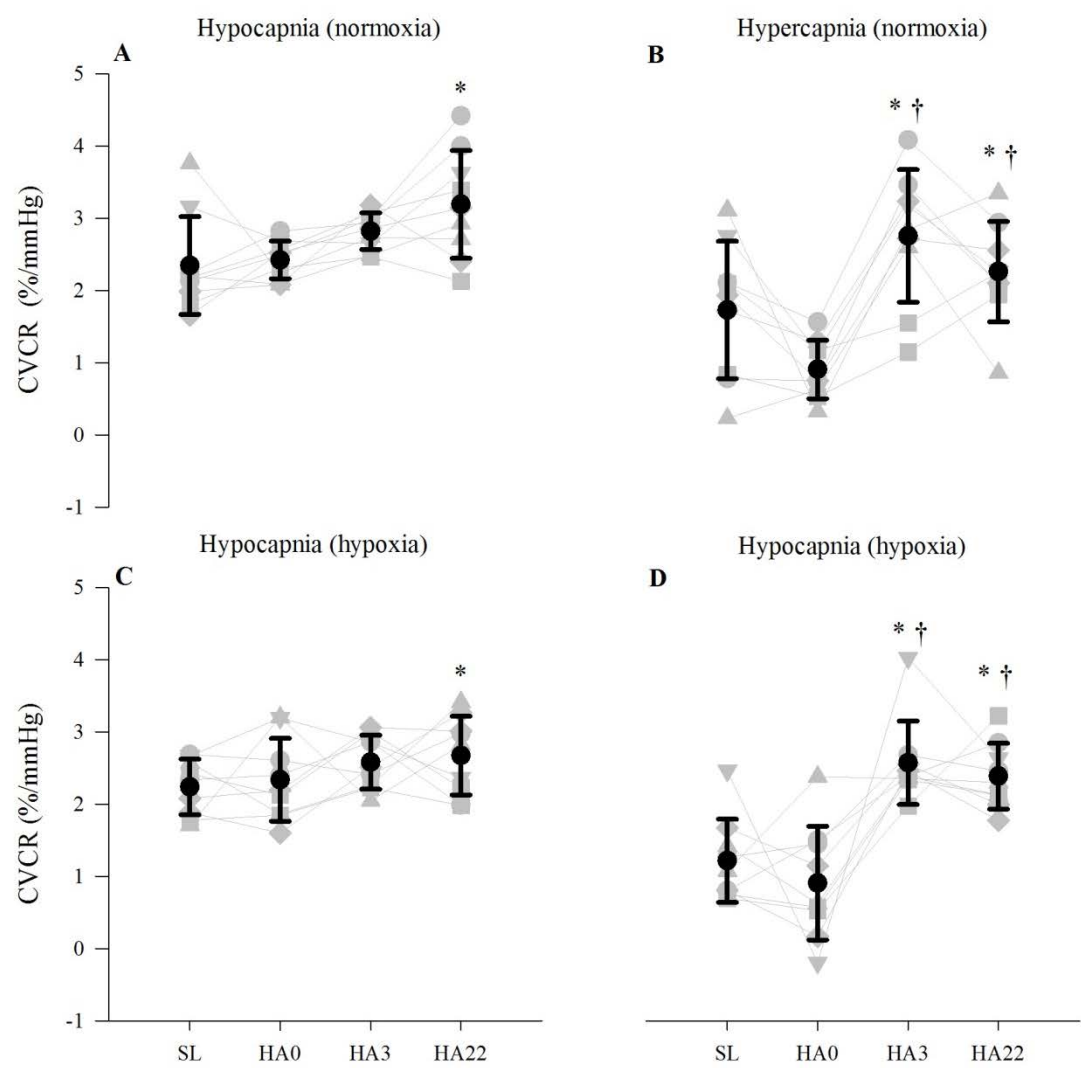 Hypocapnia (normoxia)
A
5
*
4
3
2
1
0
-1
CVCR (%/mmHg)
Hypercapnia (normoxia)
B
* †
* †
Hypocapnia (hypoxia)
C
5
4
*
3
2
1
0
-1
CVCR (%/mmHg)
SL HA0 HA3 HA22
Hypocapnia (hypoxia)
D
* †
* †
SL HA0 HA3 HA22